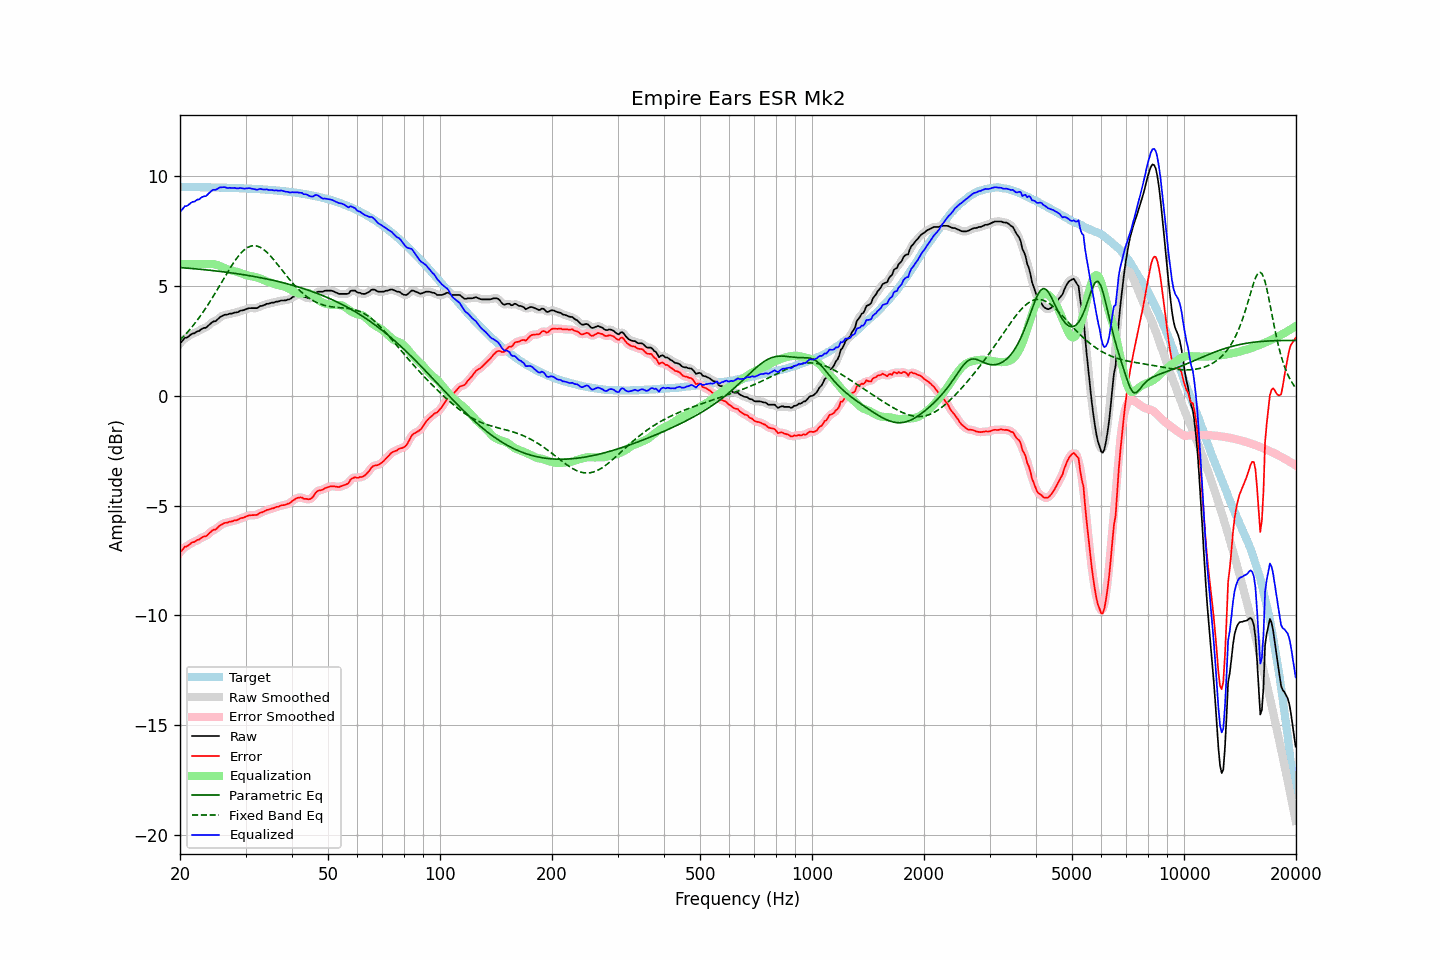 Empire Ears ESR Mk2
Amplitude (dBr)
10
5
0
−5
−10
−15
−20
Target
Raw Smoothed
Error Smoothed
Raw
Error
Equalization
Parametric Eq
Fixed Band Eq
Equalized
20
50
100
200
500
1000
2000
5000
10000
20000
Frequency (Hz)